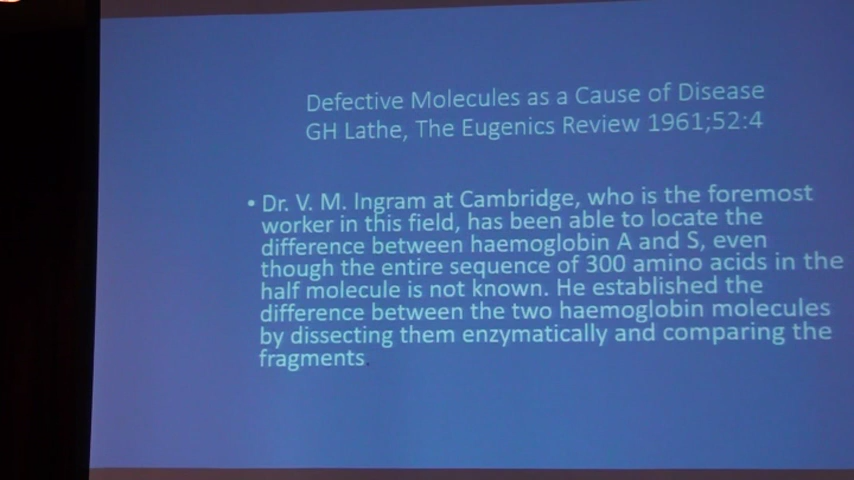 Defective Molecules as a Cause of Disease
GH Lathe, The Eugenics Review 1961;52:4
• Dr. V. M. Ingram at Cambridge, who is the foremost
worker in this field, has been able to locate the
difference between haemoglobin A and S, even
though the entire sequence of 300 amino acids in the
half molecule is not known. He established the
difference between the two haemoglobin molecules
by dissecting them enzymatically and comparing the
fragments.